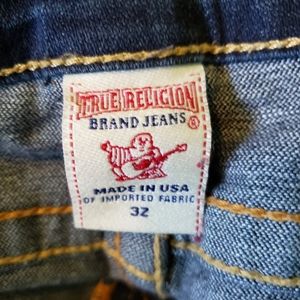 TRUE RELIGION
BRAND JEANS ®
MADE IN USA
OF IMPORTED FABRIC
32